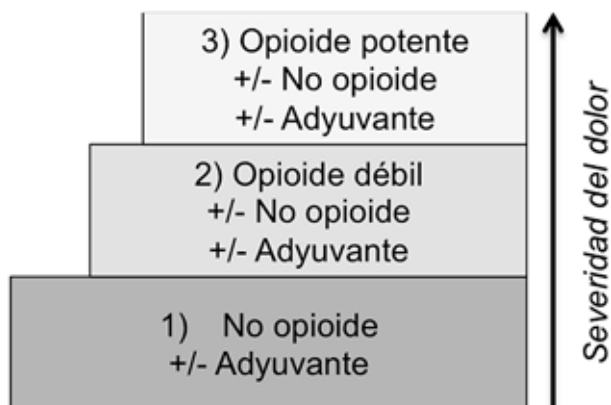 3) Opioide potente
+/- No opioide
+/- Adyuvante
2) Opioide débil
+/- No opioide
+/- Adyuvante
1) No opioide
+/- Adyuvante
Severidad del dolor